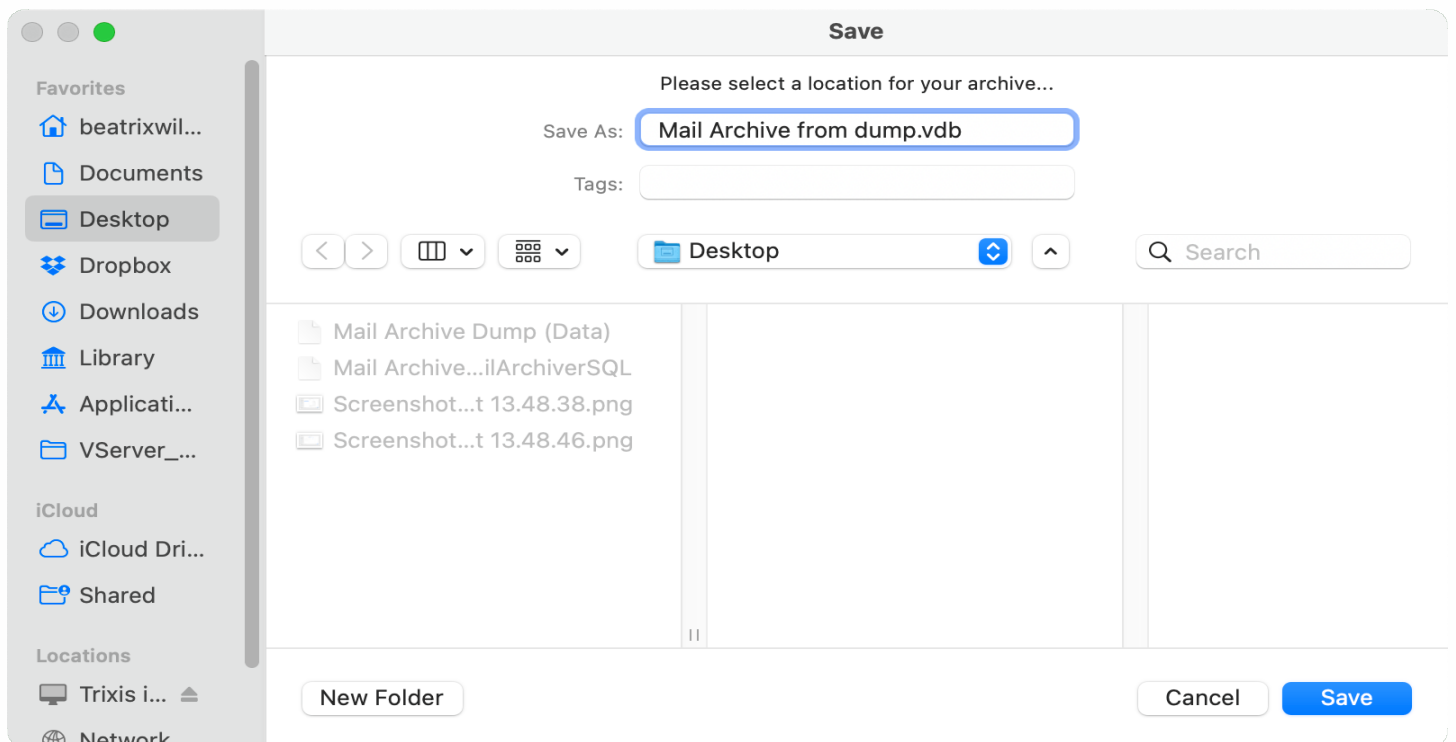 Save
Favorites
beatrixwil...
Documents
Desktop
Dropbox
Downloads
Library
Applicati...
VServer_...
iCloud
iCloud Dri...
Shared
Locations
Trixis i...
Network
Please select a location for your archive...
Save As: Mail Archive from dump.vdb
Tags:
Desktop
Search
Mail Archive Dump (Data)
Mail Archive...ilArchiverSQL
Screenshot...t 13.48.38.png
Screenshot...t 13.48.46.png
New Folder
Cancel
Save